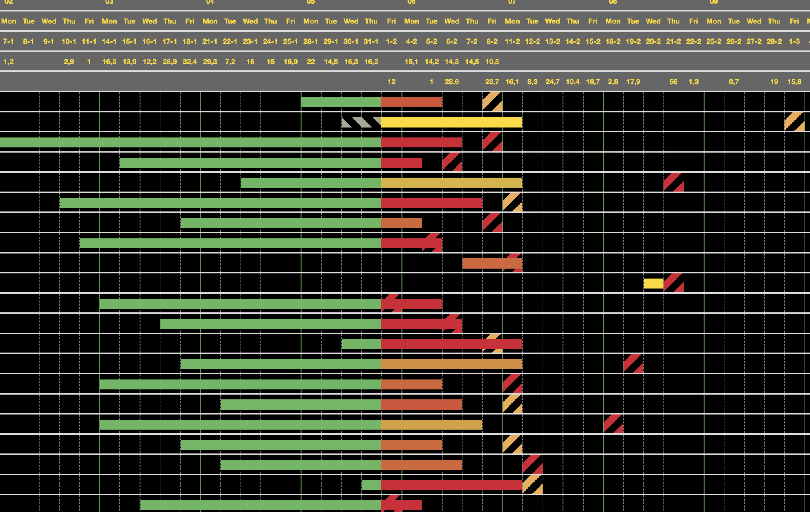 02 03 04 05 06 07 08 09
Mon Tue Wed Thu Fri Mon Tue Wed Thu Fri Mon Tue Wed Thu Fri Mon Tue Wed Thu Fri Mon Tue Wed Thu Fri Mon Tue Wed Thu Fri Mon Tue Wed Thu Fri Mon Tue Wed Thu Fri
7-1 8-1 9-1 10-1 11-1 14-1 15-1 16-1 17-1 18-1 21-1 22-1 23-1 24-1 25-1 28-1 29-1 30-1 31-1 1-2 4-2 5-2 6-2 7-2 8-2 11-2 12-2 13-2 14-2 15-2 18-2 19-2 20-2 21-2 22-2 25-2 26-2 27-2 28-2 1-3
1,2 2,9 1 16,3 13,9 12,2 28,9 32,4 29,3 7,2 16 15 16,9 22 14,5 16,3 16,2 15,1 14,2 14,3 14,5 10,8
12 1 28,6 28,7 16,1 8,3 24,7 10,4 16,7 2,8 17,9 56 1,3 0,7 19 15,8